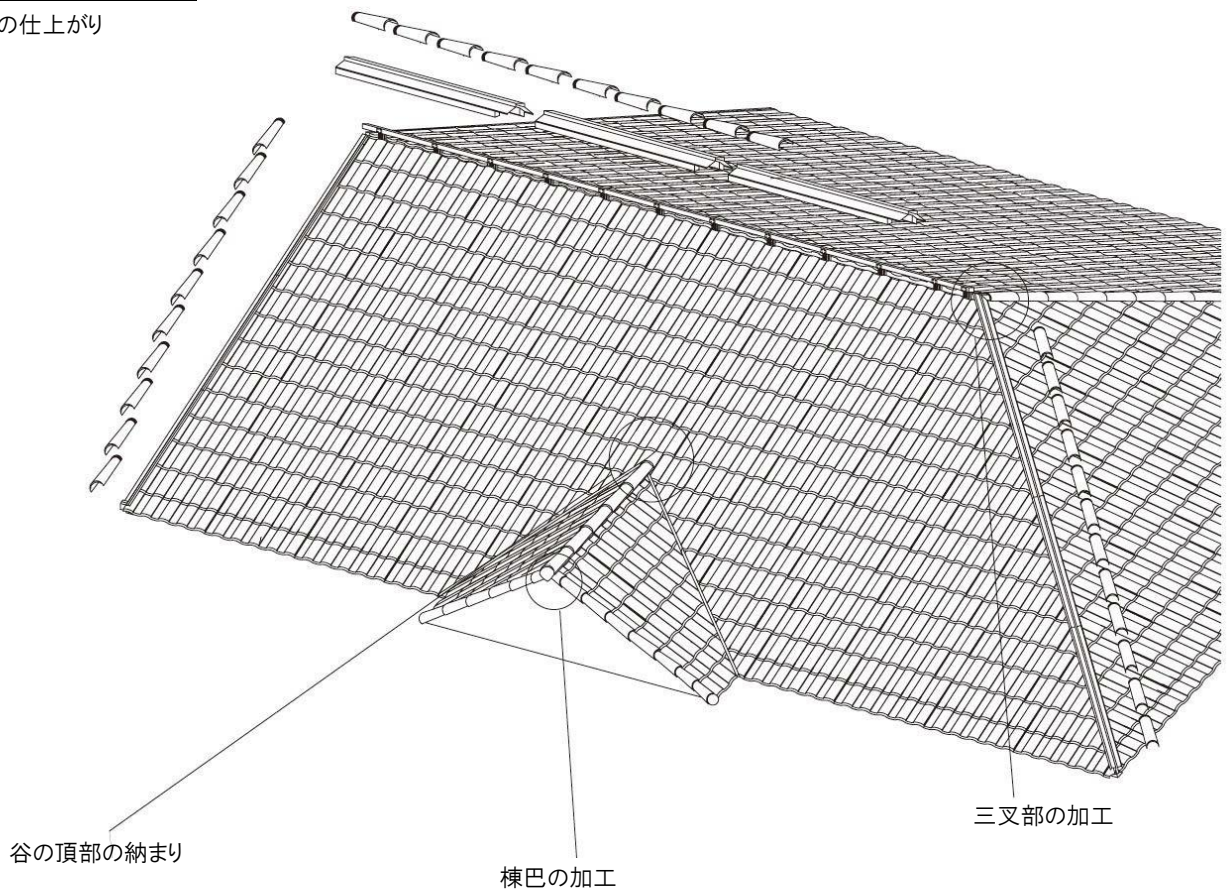 の仕上がり
三叉部の加工
谷の頂部の納まり
棟巴の加工